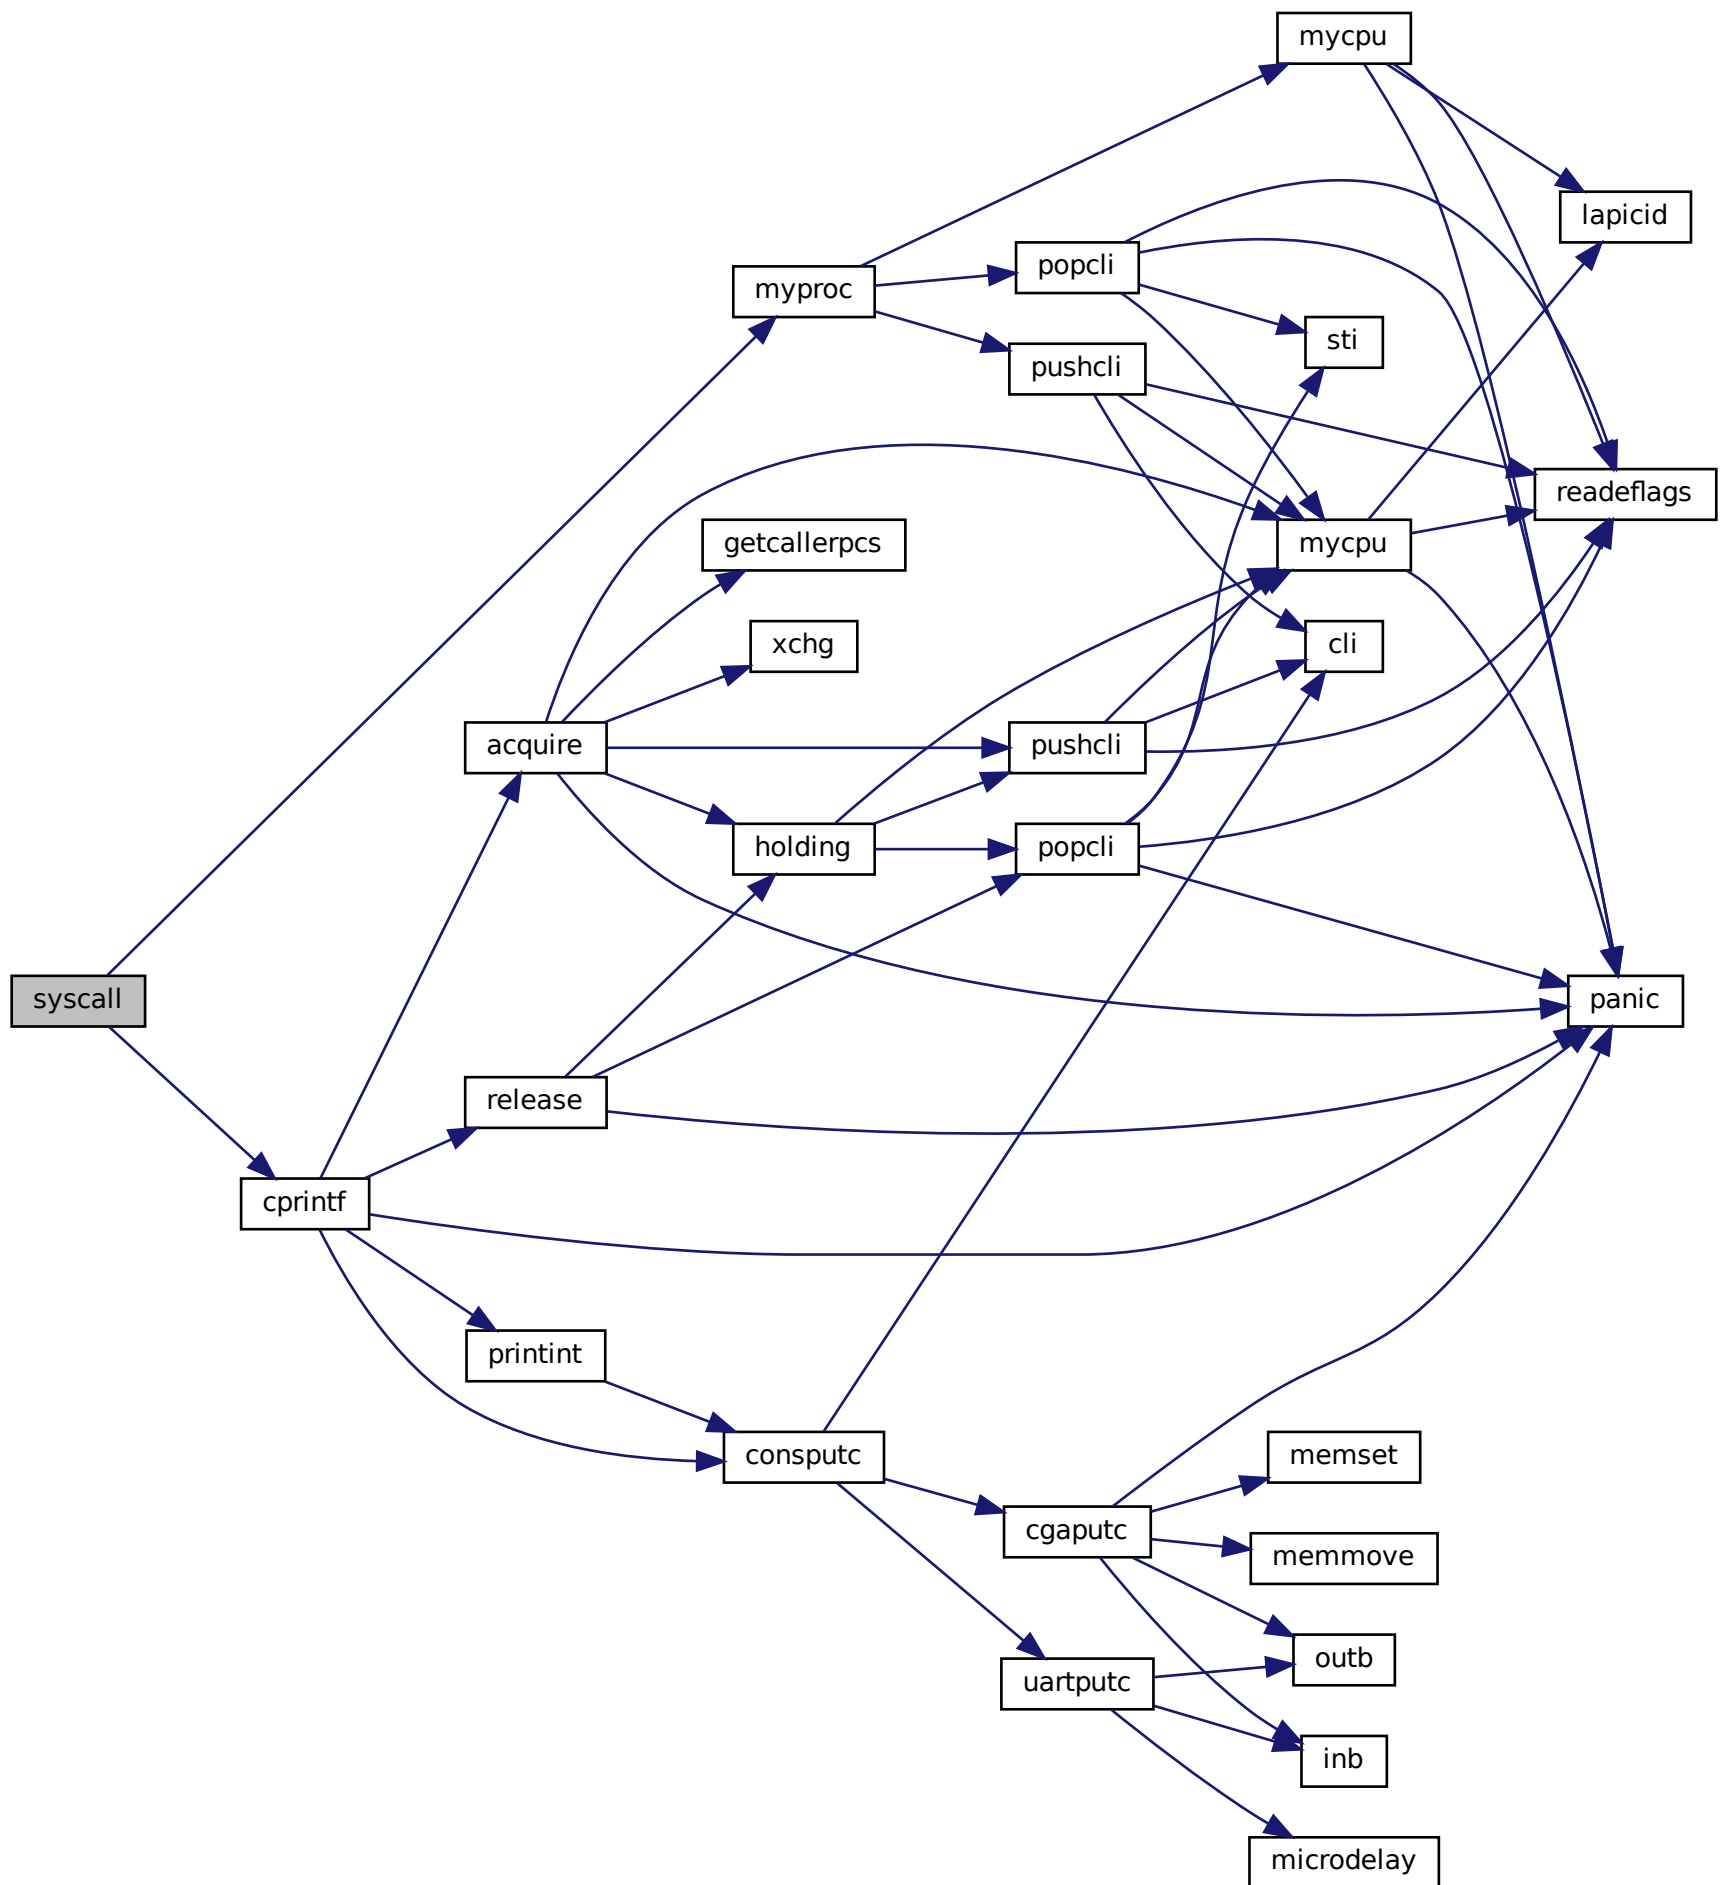 mycpu
lapicid
popcli
myproc
sti
pushcli
readeflags
getcallerpcs
mycpu
xchg
cli
acquire
pushcli
holding
popcli
syscall
panic
release
cprintf
printint
consputc
memset
cgaputc
memmove
outb
uartputc
inb
microdelay